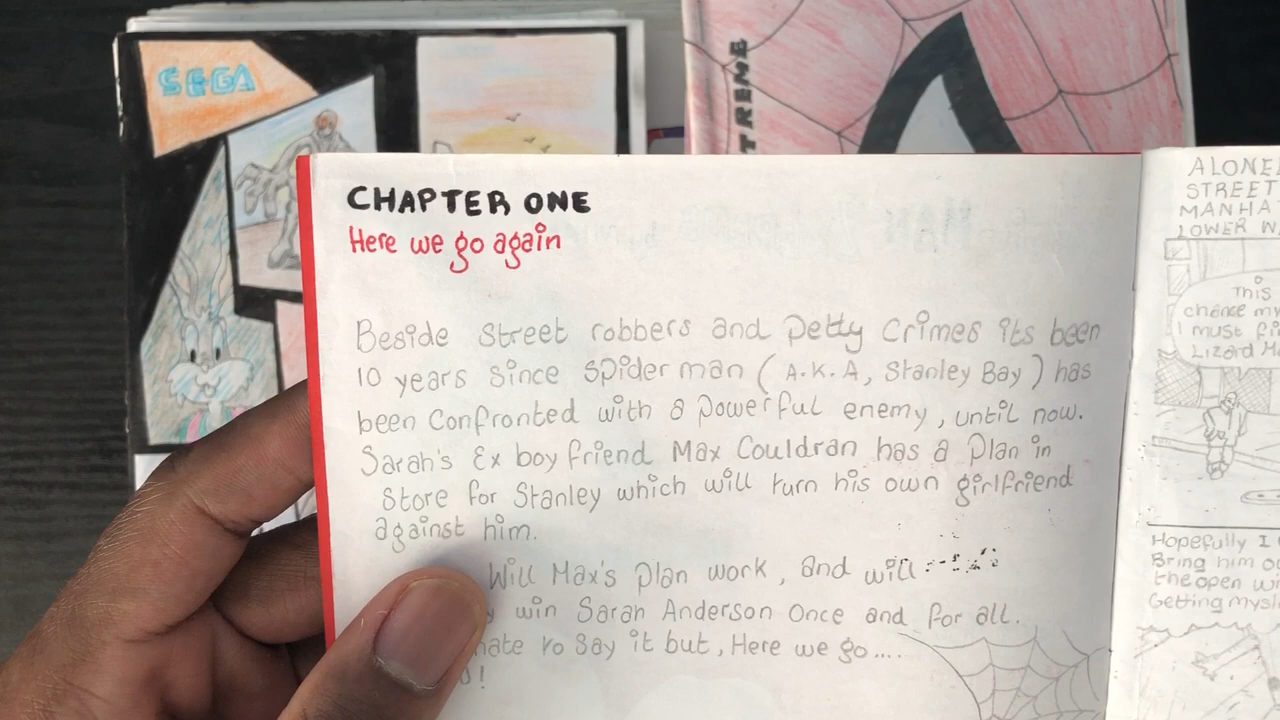 SEGA
TREME
CHAPTER ONE
Here we go again
Beside Street robbers and petty Crimes its been
10 years since spider man ( A.K.A, Stanley Bay ) has
been Confronted with a powerful enemy, until now.
Sarah's Ex boyfriend Max Couldran has a plan in
Store for Stanley which will turn his own girlfriend
against him.
Will Max's plan work, and will
win Sarah Anderson Once and for all.
hate to Say it but, Here we go....
ALONE
STREET
MANHA
LOWER W
This
chance my
I must fi
Lizard Ma
Hopefully I
Bring him ou
the open w
Getting mysl